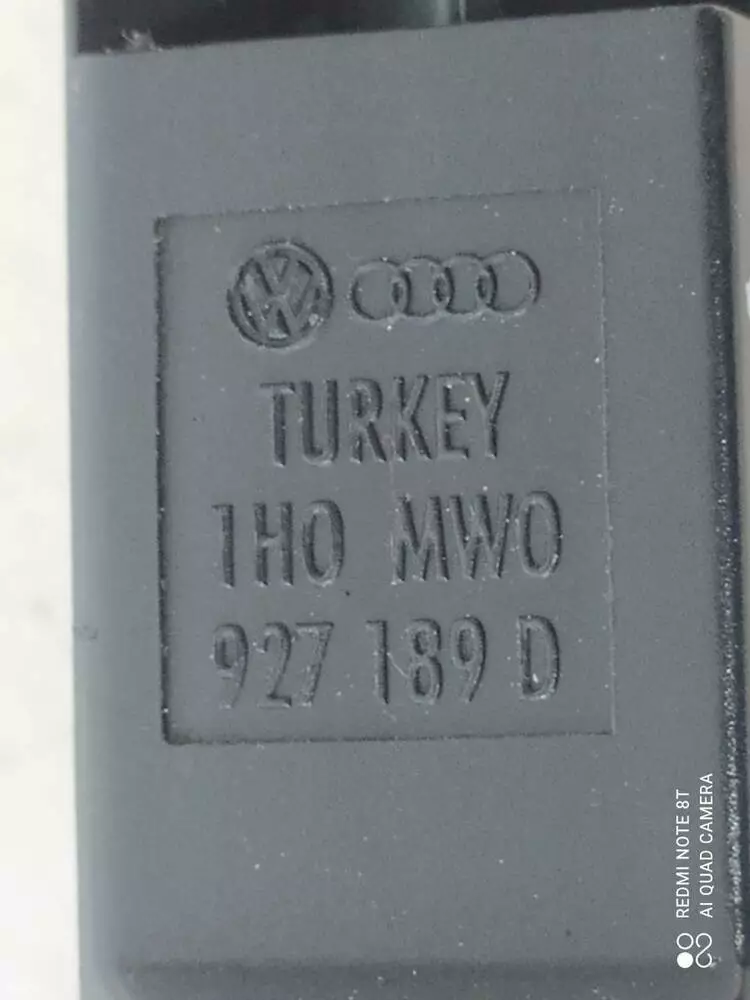 TURKEY
1H0 MW0
927 189 D
REDMI NOTE 8T
AI QUAD CAMERA